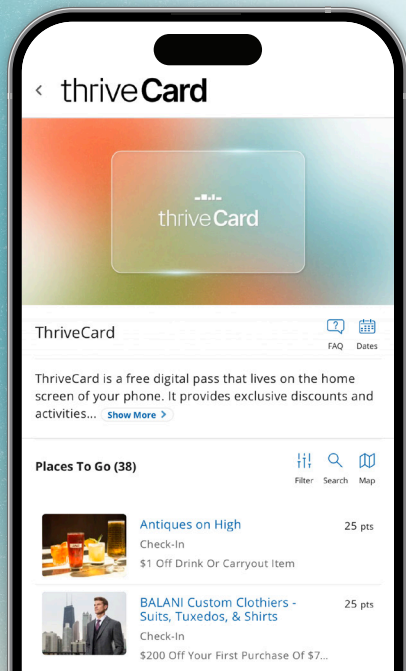 thriveCard
thriveCard
ThriveCard
FAQ
Dates
ThriveCard is a free digital pass that lives on the home
screen of your phone. It provides exclusive discounts and
activities... Show More >
Places To Go (38)
Filter
Search
Map
Antiques on High
25 pts
Check-In
$1 Off Drink Or Carryout Item
BALANI Custom Clothiers -
Suits, Tuxedos, & Shirts
25 pts
Check-In
$200 Off Your First Purchase Of $7...